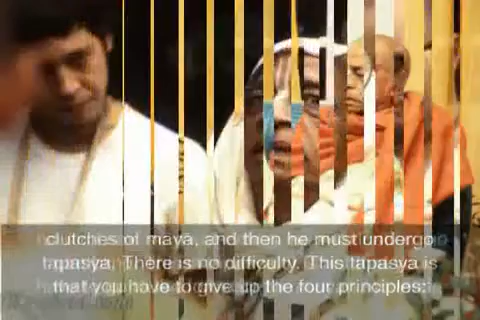 clutches of maya, and then he must undergo
tapasya. There is no difficulty. This tapasya is
that you have to give up the four principles: